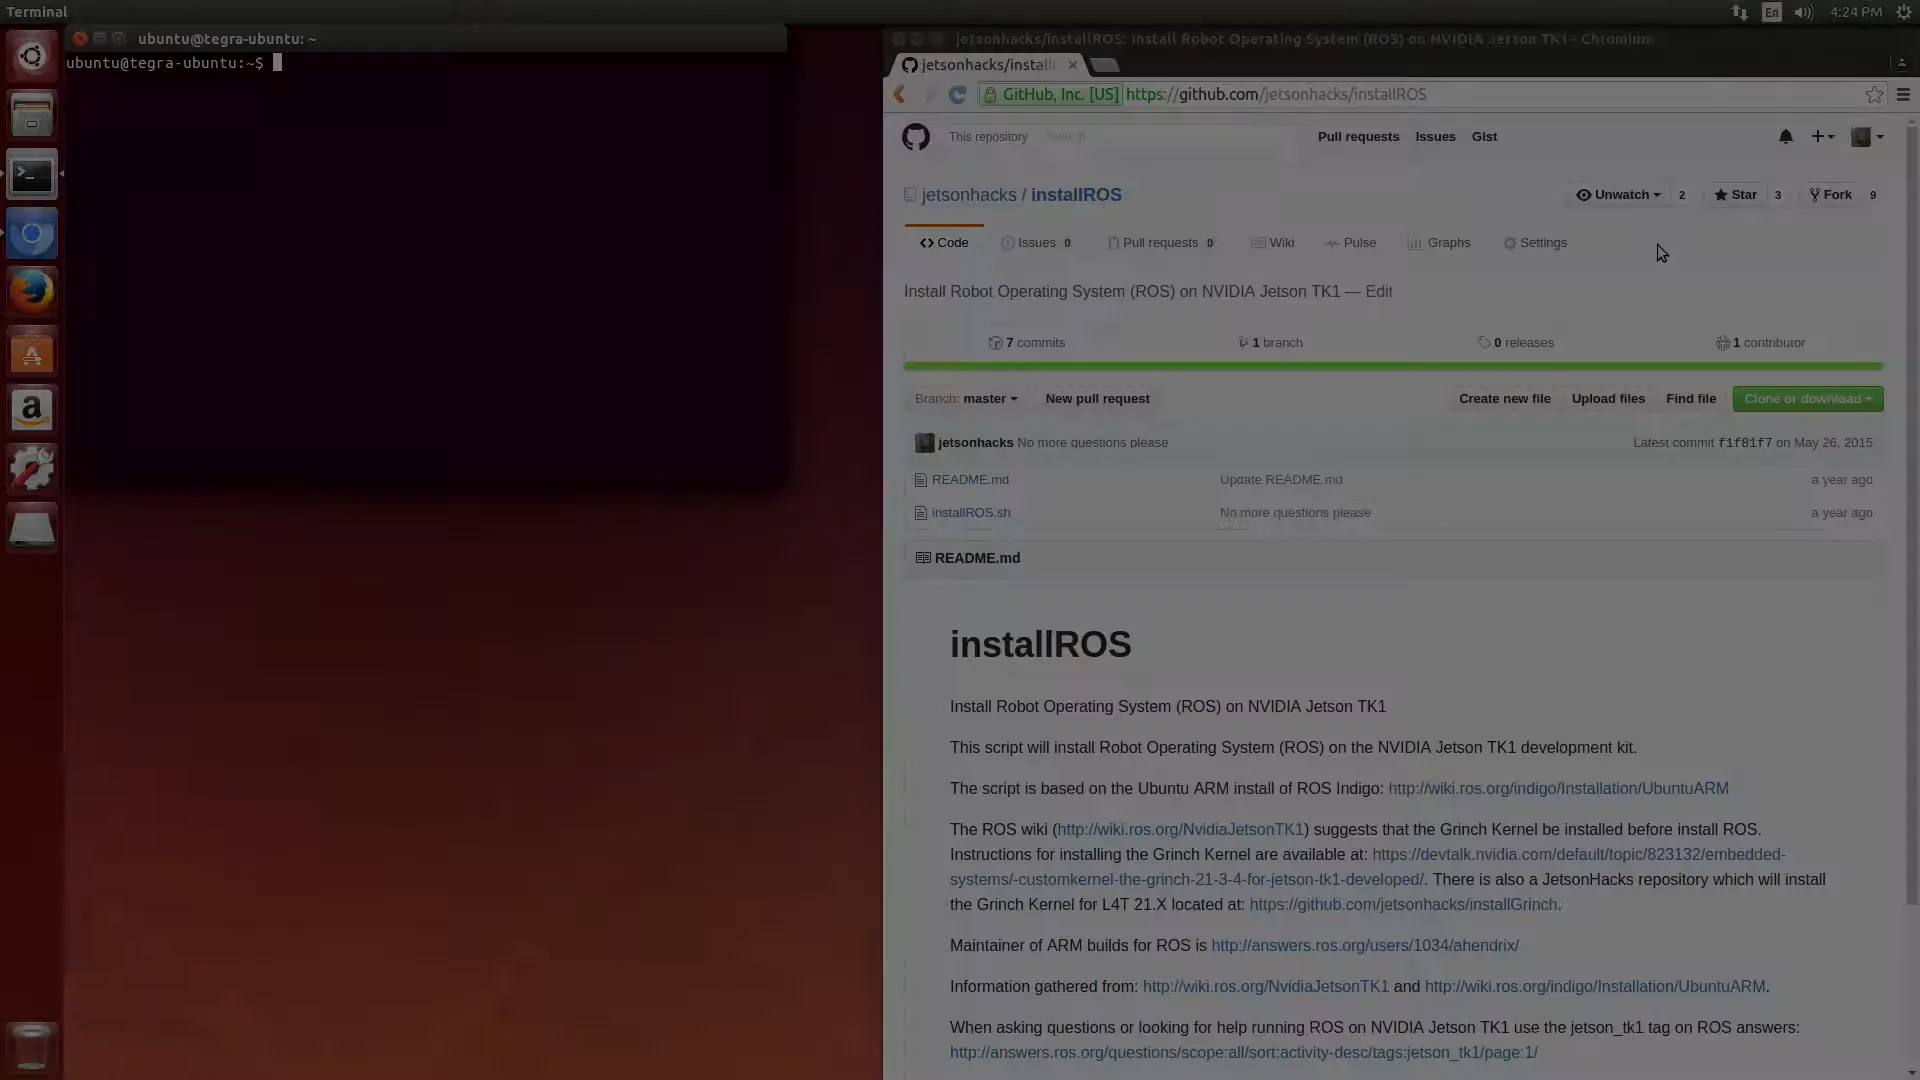 Terminal
En
4:24 PM
ubuntu@tegra-ubuntu: ~
ubuntu@tegra-ubuntu:~$
jetsonhacks/installROS: Install Robot Operating System (ROS) on NVIDIA Jetson TK1 - Chromium
jetsonhacks/install
GitHub, Inc. [US] https://github.com/jetsonhacks/installROS
This repository Search Pull requests Issues Gist
jetsonhacks / installROS Unwatch 2 Star 3 Fork 9
Code Issues 0 Pull requests 0 Wiki Pulse Graphs Settings
Install Robot Operating System (ROS) on NVIDIA Jetson TK1 — Edit
7 commits 1 branch 0 releases 1 contributor
Branch: master New pull request Create new file Upload files Find file Clone or download
jetsonhacks No more questions please Latest commit f1f81f7 on May 26, 2015
README.md Update README.md a year ago
installROS.sh No more questions please a year ago
README.md
installROS
Install Robot Operating System (ROS) on NVIDIA Jetson TK1
This script will install Robot Operating System (ROS) on the NVIDIA Jetson TK1 development kit.
The script is based on the Ubuntu ARM install of ROS Indigo: http://wiki.ros.org/indigo/Installation/UbuntuARM
The ROS wiki (http://wiki.ros.org/NvidiaJetsonTK1) suggests that the Grinch Kernel be installed before install ROS.
Instructions for installing the Grinch Kernel are available at: https://devtalk.nvidia.com/default/topic/823132/embedded-
systems/-customkernel-the-grinch-21-3-4-for-jetson-tk1-developed/. There is also a JetsonHacks repository which will install
the Grinch Kernel for L4T 21.X located at: https://github.com/jetsonhacks/installGrinch.
Maintainer of ARM builds for ROS is http://answers.ros.org/users/1034/ahendrix/
Information gathered from: http://wiki.ros.org/NvidiaJetsonTK1 and http://wiki.ros.org/indigo/Installation/UbuntuARM.
When asking questions or looking for help running ROS on NVIDIA Jetson TK1 use the jetson_tk1 tag on ROS answers:
http://answers.ros.org/questions/scope:all/sort:activity-desc/tags:jetson_tk1/page:1/